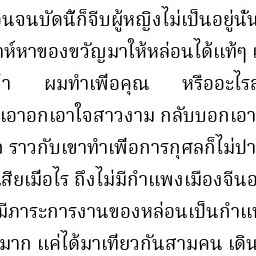 จนบัดนี้ก็จีบผู้หญิงไม่เป็นอยู่นั่น
ห์หาของขวัญมาให้หล่อนได้แท้ๆ
ผมทำเพื่อคุณ หรืออะไร
เอาอกเอาใจสาวงาม กลับบอกเอา
ราวกับเขาทำเพื่อการกุศลก็ไม่ปา
เสียเมื่อไร ถึงไม่มีกำแพงเมืองจีน
มีภาระการงานของหล่อนเป็นกำแ
มาก แค่ได้มาเที่ยวกันสามคน เดิน